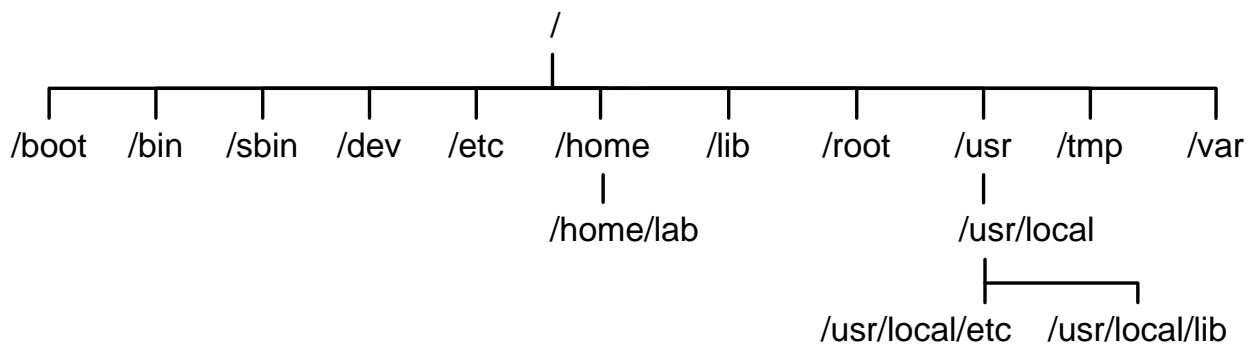 /
/boot /bin /sbin /dev /etc /home /lib /root /usr /tmp /var
/home/lab /usr/local
/usr/local/etc /usr/local/lib